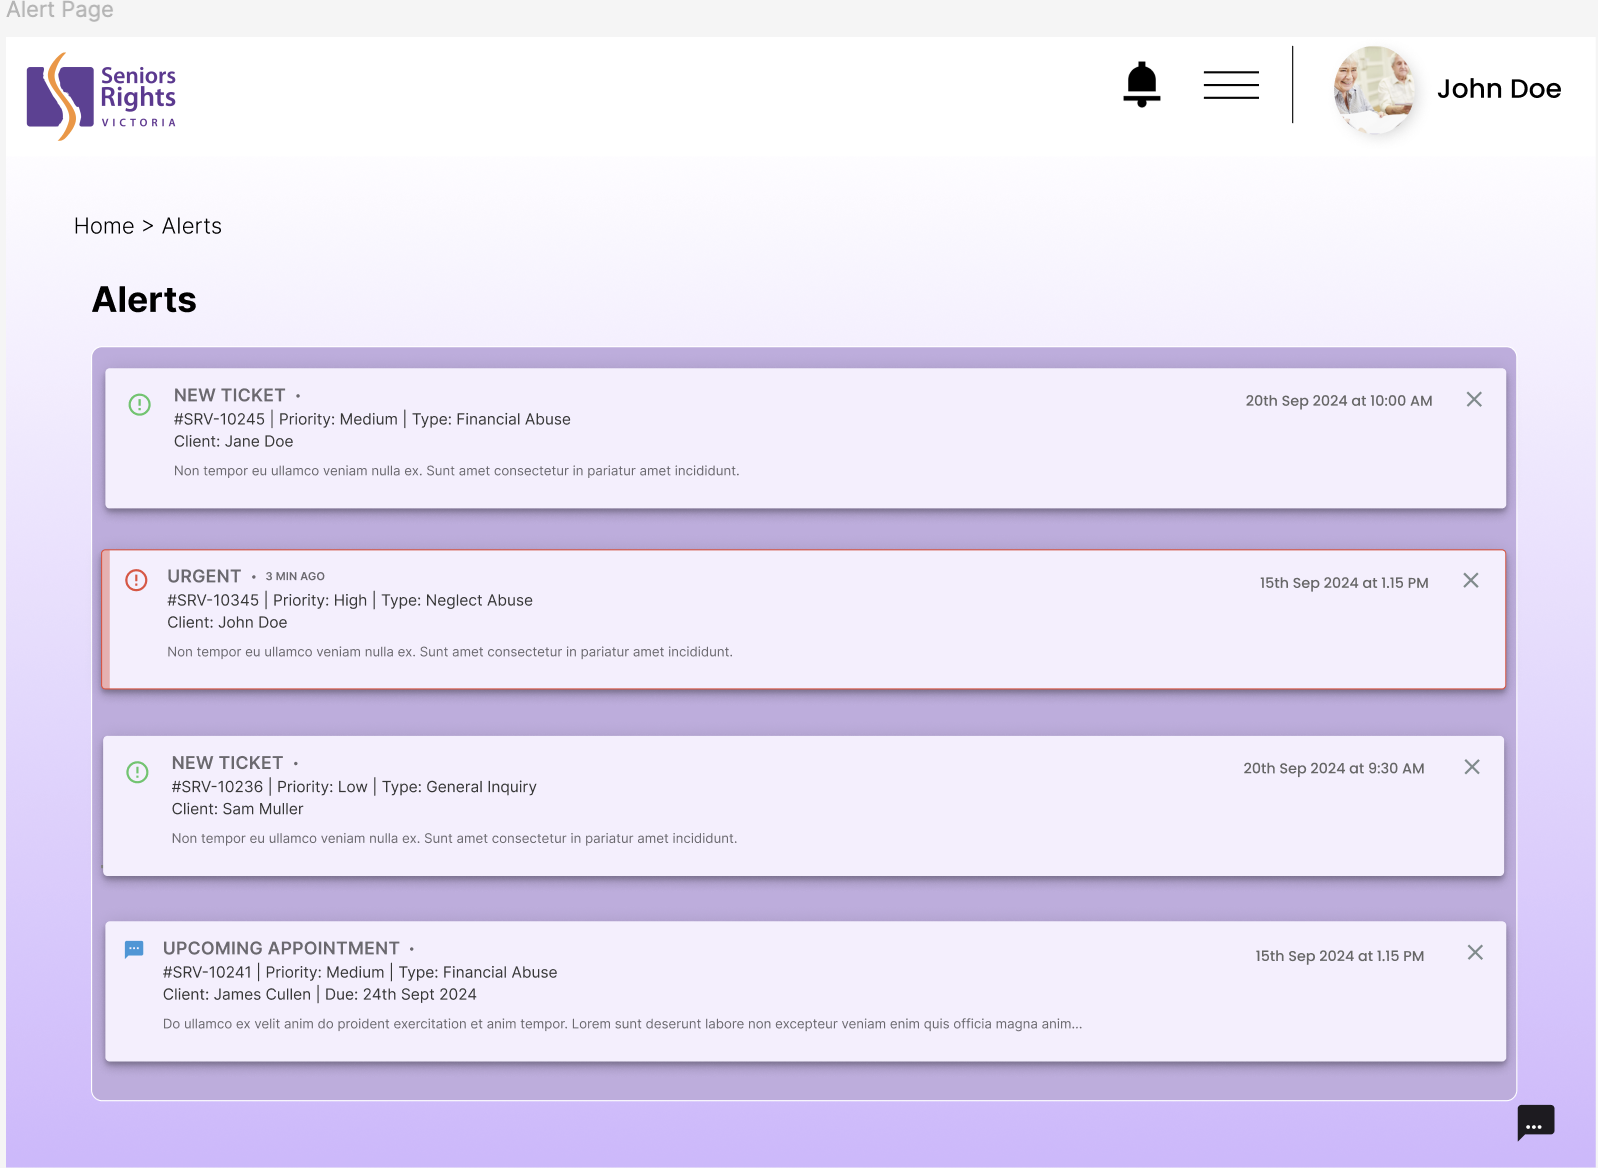 Alert Page
Seniors
Rights
VICTORIA
John Doe
Home > Alerts
Alerts
NEW TICKET •
20th Sep 2024 at 10:00 AM
#SRV-10245 | Priority: Medium | Type: Financial Abuse
Client: Jane Doe
Non tempor eu ullamco veniam nulla ex. Sunt amet consectetur in pariatur amet incididunt.
URGENT • 3 MIN AGO
15th Sep 2024 at 1.15 PM
#SRV-10345 | Priority: High | Type: Neglect Abuse
Client: John Doe
Non tempor eu ullamco veniam nulla ex. Sunt amet consectetur in pariatur amet incididunt.
NEW TICKET •
20th Sep 2024 at 9:30 AM
#SRV-10236 | Priority: Low | Type: General Inquiry
Client: Sam Muller
Non tempor eu ullamco veniam nulla ex. Sunt amet consectetur in pariatur amet incididunt.
UPCOMING APPOINTMENT •
15th Sep 2024 at 1.15 PM
#SRV-10241 | Priority: Medium | Type: Financial Abuse
Client: James Cullen | Due: 24th Sept 2024
Do ullamco ex velit anim do proident exercitation et anim tempor. Lorem sunt deserunt labore non excepteur veniam enim quis officia magna anim...